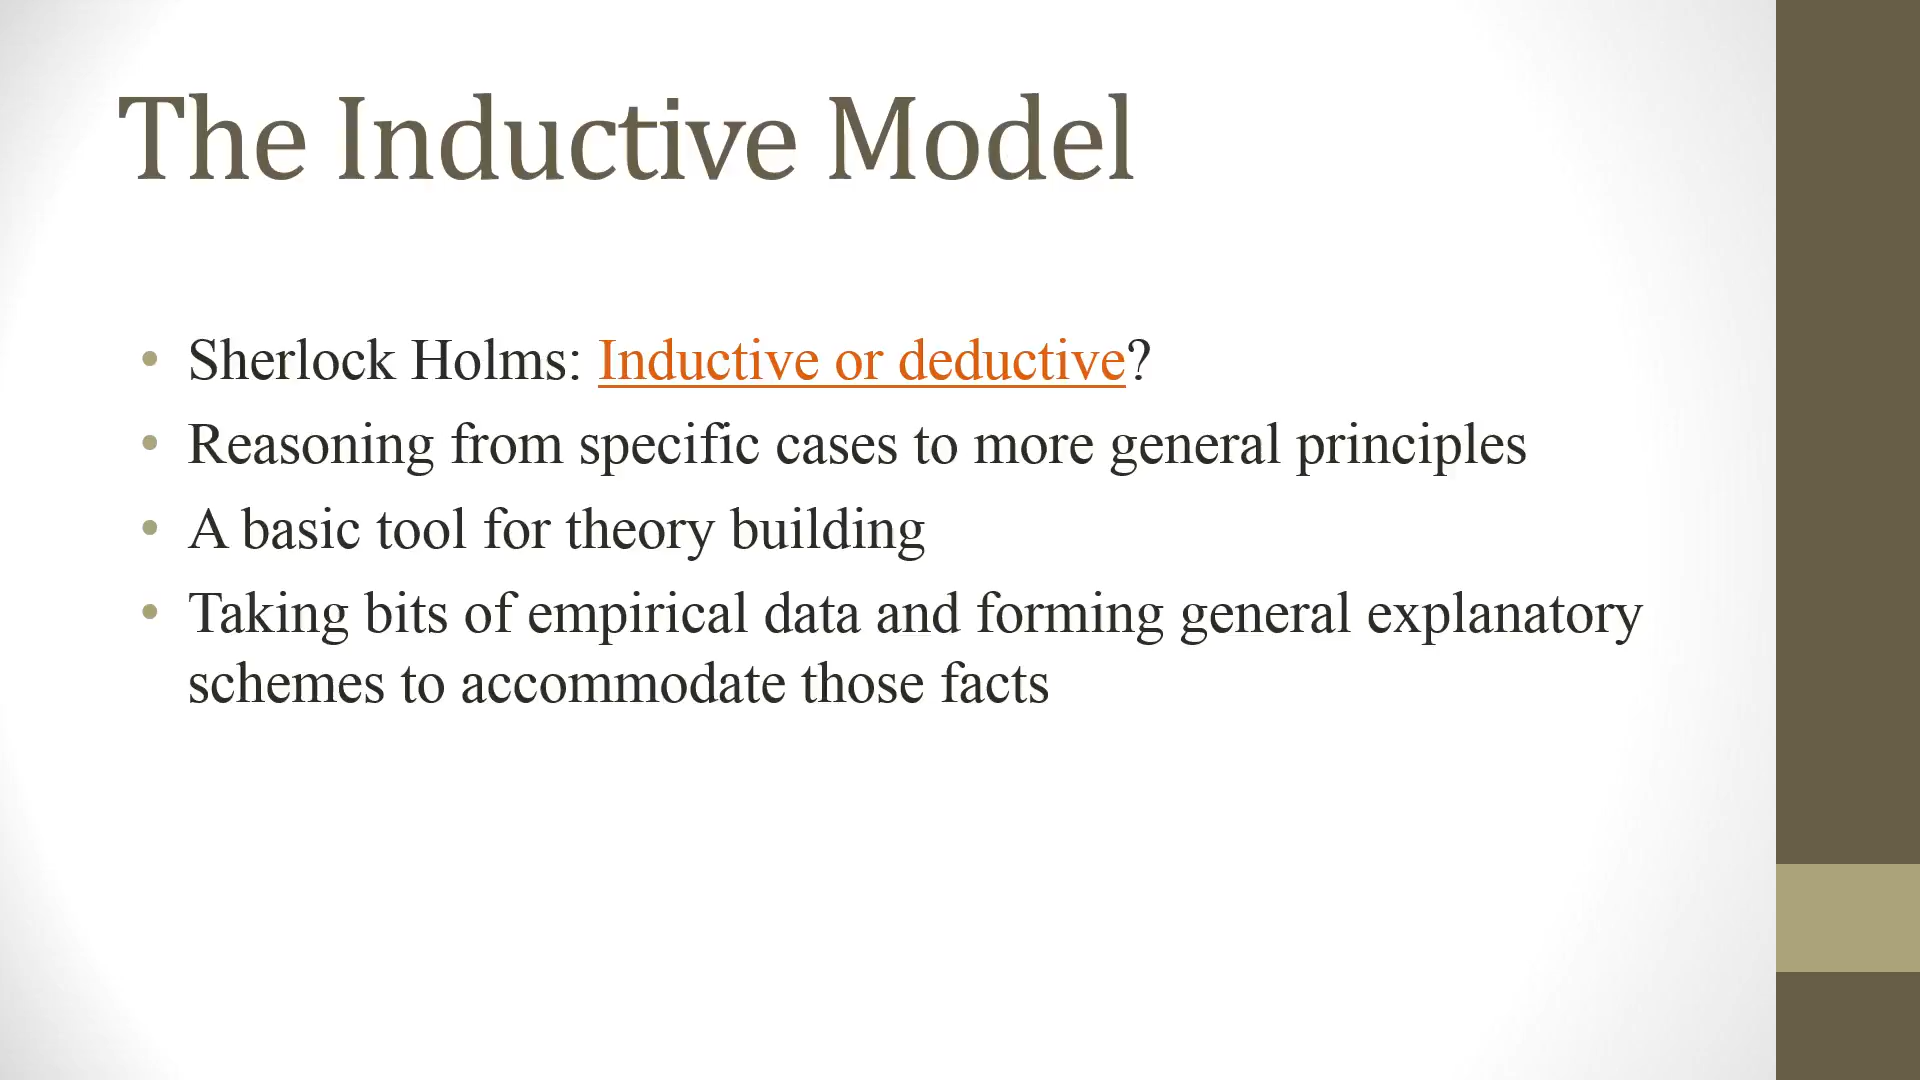 The Inductive Model
• Sherlock Holms: Inductive or deductive?
• Reasoning from specific cases to more general principles
• A basic tool for theory building
• Taking bits of empirical data and forming general explanatory
schemes to accommodate those facts